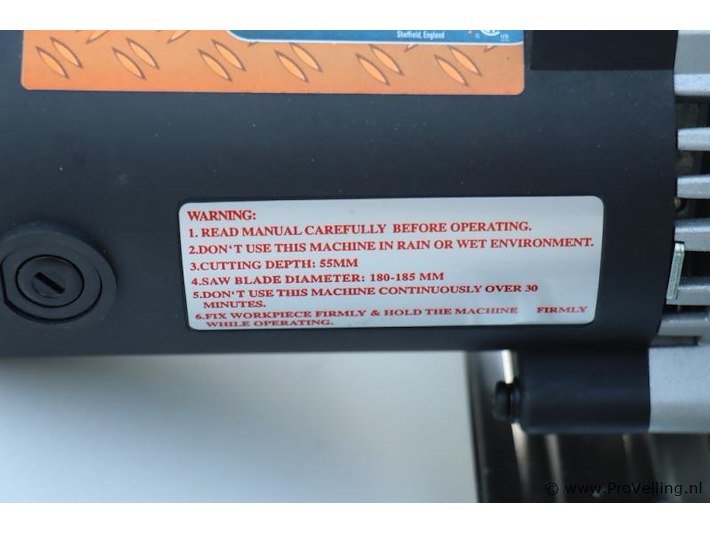 Sheffield, England
C US
WARNING:
1. READ MANUAL CAREFULLY BEFORE OPERATING.
2.DON'T USE THIS MACHINE IN RAIN OR WET ENVIRONMENT.
3.CUTTING DEPTH: 55MM
4.SAW BLADE DIAMETER: 180-185 MM
5.DON'T USE THIS MACHINE CONTINUOUSLY OVER 30
MINUTES.
6.FIX WORKPIECE FIRMLY & HOLD THE MACHINE FIRMLY
WHILE OPERATING.
© www.ProVeiling.nl